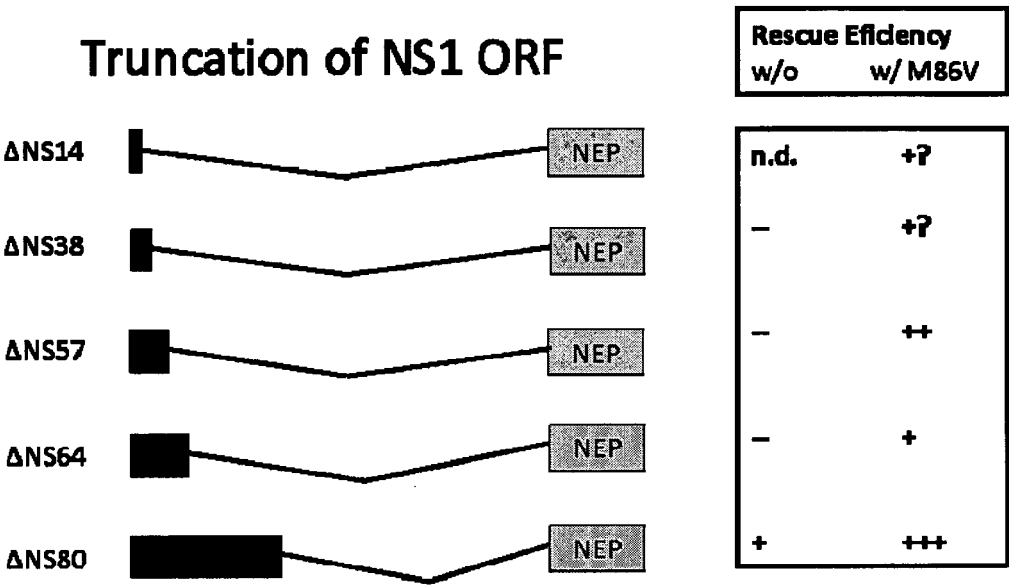 Truncation of NS1 ORF
Rescue Eficiency
w/o w/ M86V
ΔNS14 NEP n.d. +?
ΔNS38 NEP – +?
ΔNS57 NEP – ++
ΔNS64 NEP – +
ΔNS80 NEP + +++